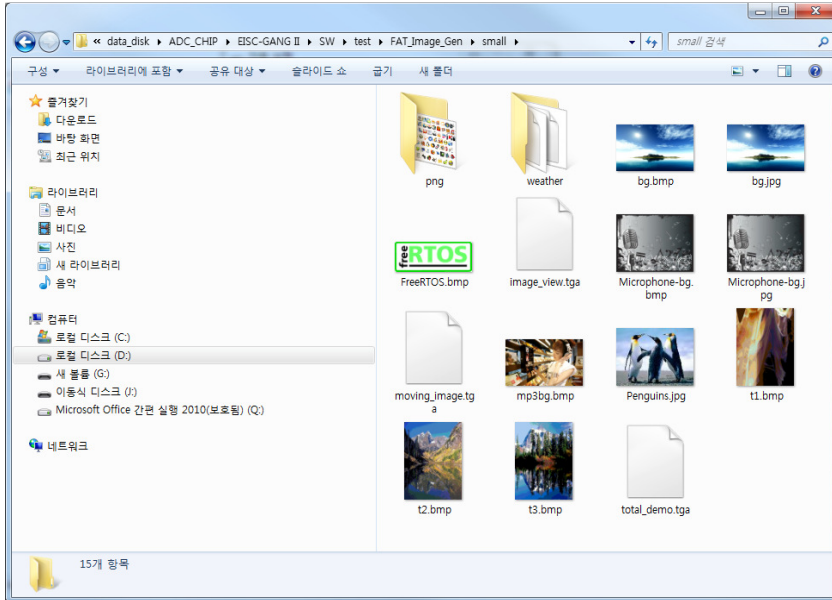 « data_disk ▸ ADC_CHIP ▸ EISC-GANG II ▸ SW ▸ test ▸ FAT_Image_Gen ▸ small ▸
small 검색
구성 ▾ 라이브러리에 포함 ▾ 공유 대상 ▾ 슬라이드 쇼 굽기 새 폴더
즐겨찾기
다운로드
바탕 화면
최근 위치
라이브러리
문서
비디오
사진
새 라이브러리
음악
컴퓨터
로컬 디스크 (C:)
로컬 디스크 (D:)
새 볼륨 (G:)
이동식 디스크 (J:)
Microsoft Office 간편 실행 2010(보호됨) (Q:)
네트워크
png weather bg.bmp bg.jpg
free RTOS
FreeRTOS.bmp image_view.tga Microphone-bg.
bmp
Microphone-bg.j
pg
moving_image.tg
a
mp3bg.bmp Penguins.jpg t1.bmp
t2.bmp t3.bmp total_demo.tga
15개 항목